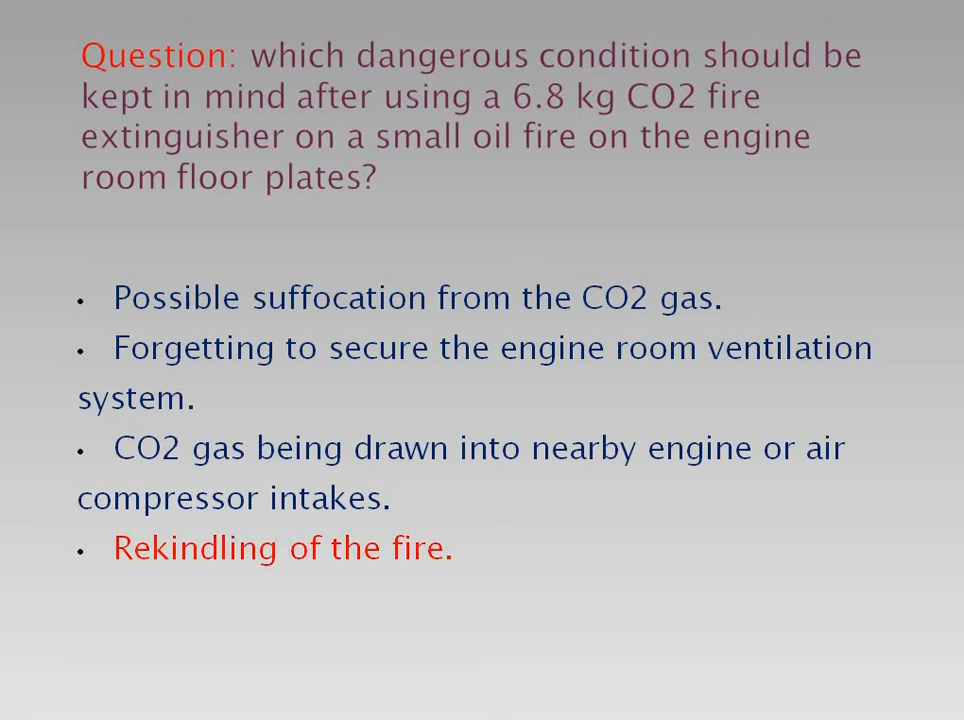 Question: which dangerous condition should be
kept in mind after using a 6.8 kg CO2 fire
extinguisher on a small oil fire on the engine
room floor plates?
• Possible suffocation from the CO2 gas.
• Forgetting to secure the engine room ventilation
system.
• CO2 gas being drawn into nearby engine or air
compressor intakes.
• Rekindling of the fire.